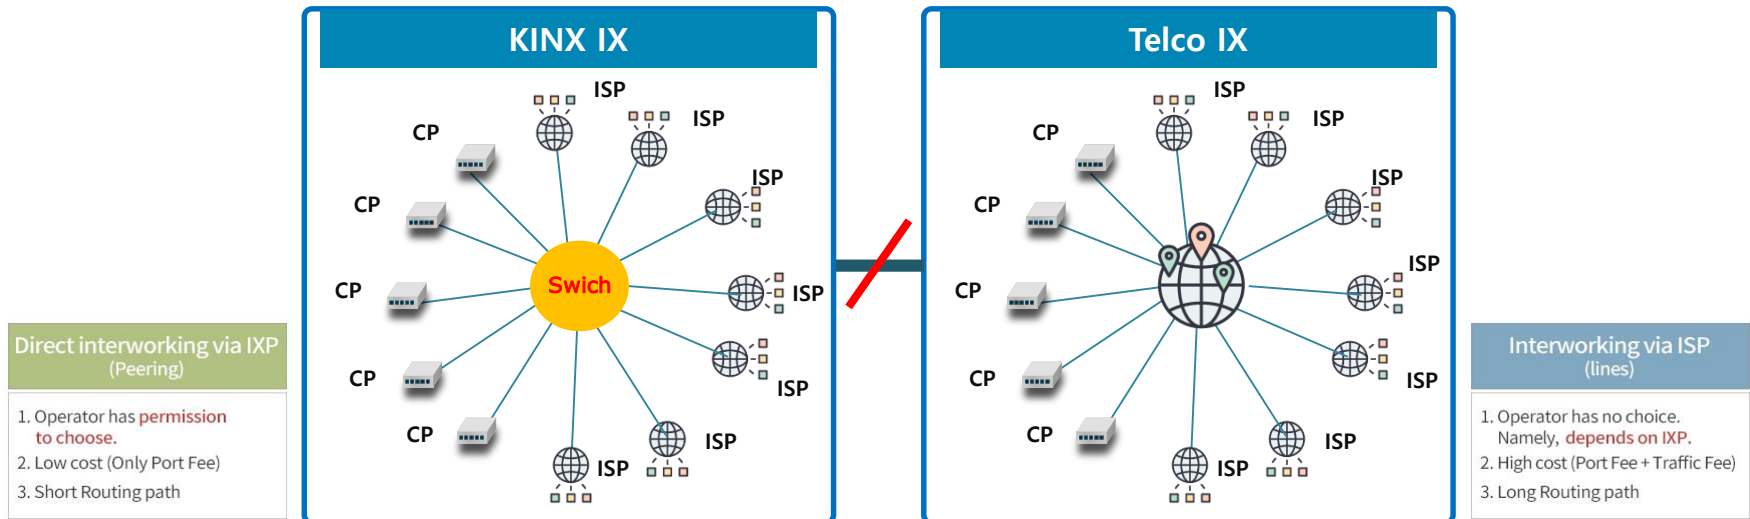 KINX IX
ISP
ISP
CP
ISP
CP
Swich
CP
ISP
CP
ISP
CP
ISP
ISP
Telco IX
ISP
ISP
CP
ISP
CP
ISP
CP
CP
ISP
CP
ISP
ISP
Direct interworking via IXP
(Peering)
1. Operator has permission
to choose.
2. Low cost (Only Port Fee)
3. Short Routing path
Interworking via ISP
(lines)
1. Operator has no choice.
Namely, depends on IXP.
2. High cost (Port Fee + Traffic Fee)
3. Long Routing path